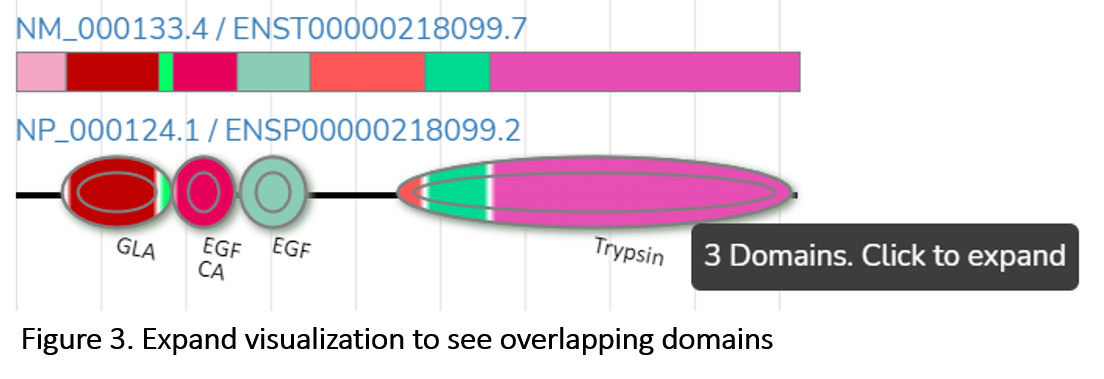 NM_000133.4 / ENST00000218099.7
NP_000124.1 / ENSP00000218099.2
GLA
EGF
CA
EGF
Trypsin
3 Domains. Click to expand
Figure 3. Expand visualization to see overlapping domains